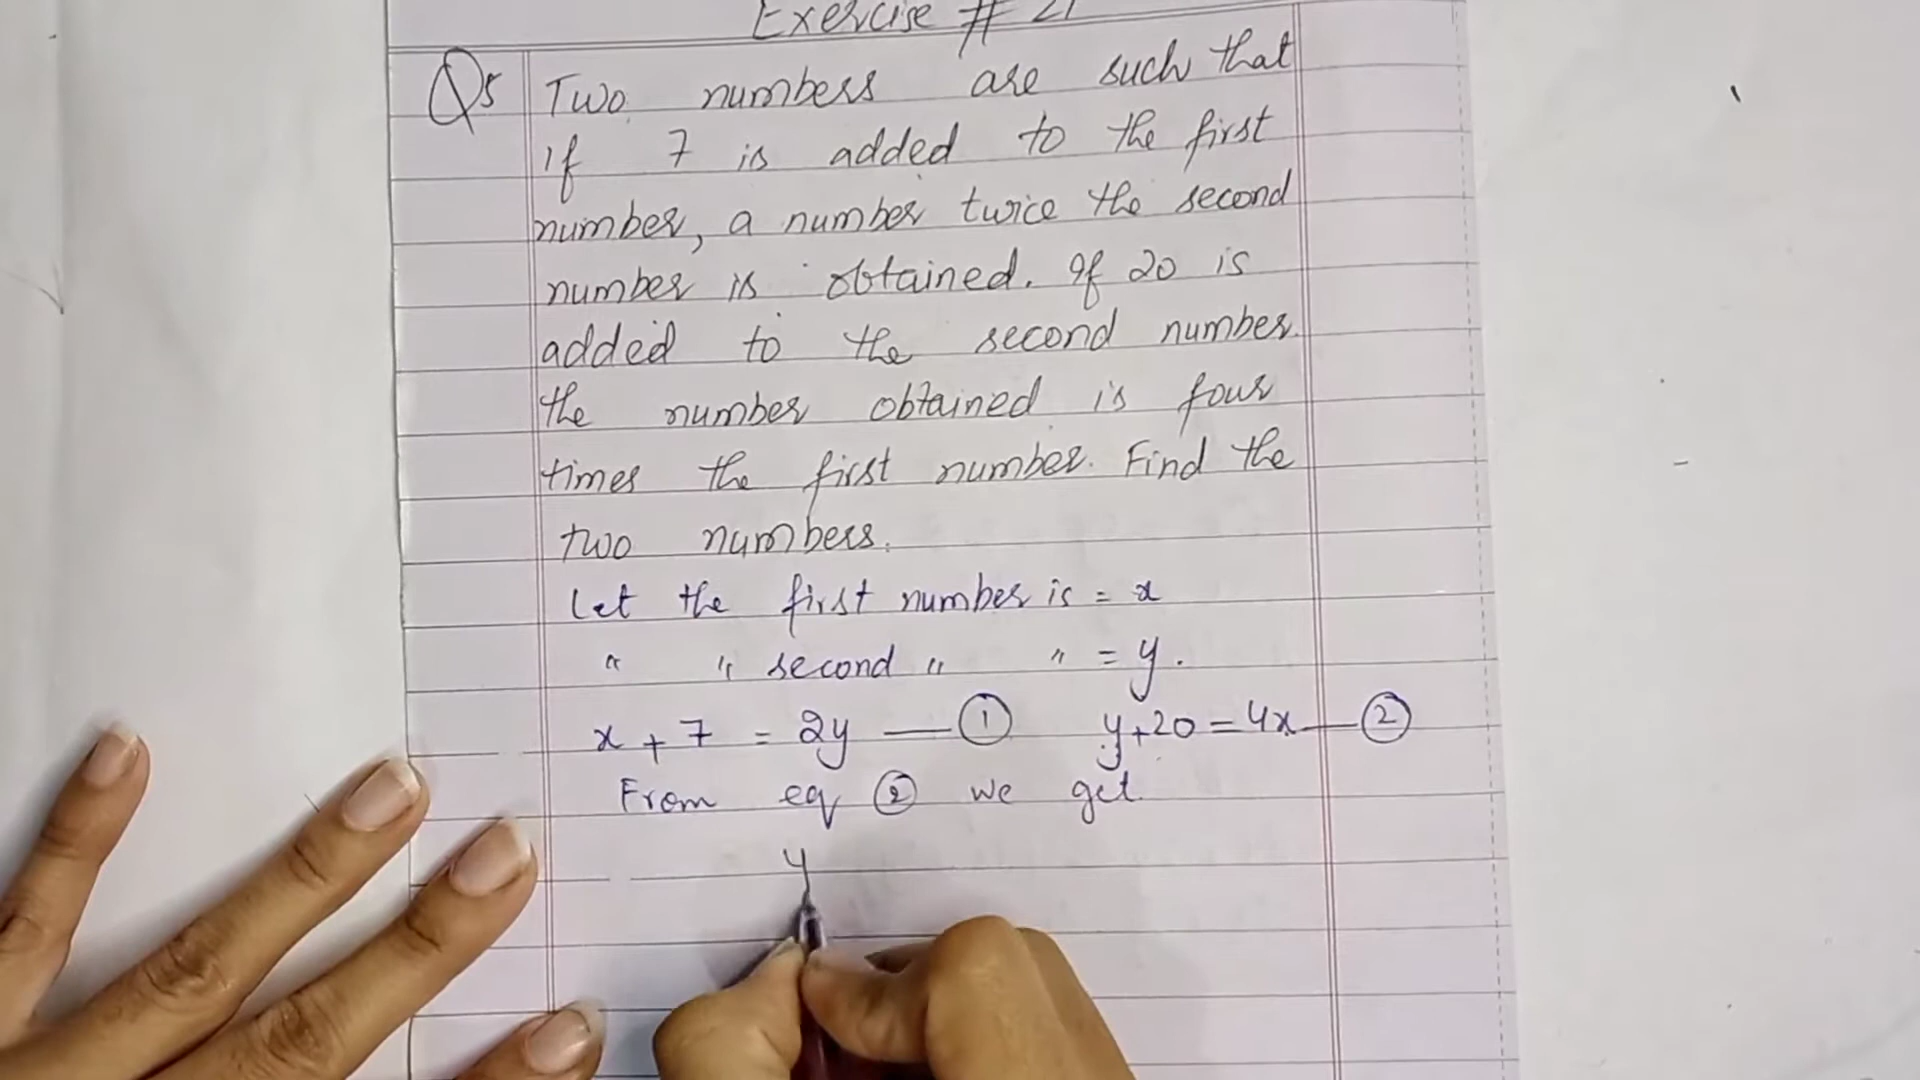 Exercise # 21
Q5 Two numbers are such that
if 7 is added to the first
number, a number twice the second
number is obtained. If 20 is
added to the second number
the number obtained is four
times the first number. Find the
two numbers.
Let the first number is = x
" " second " " = y.
x + 7 = 2y — ① y+20 = 4x — ②
From eq ② we get
y